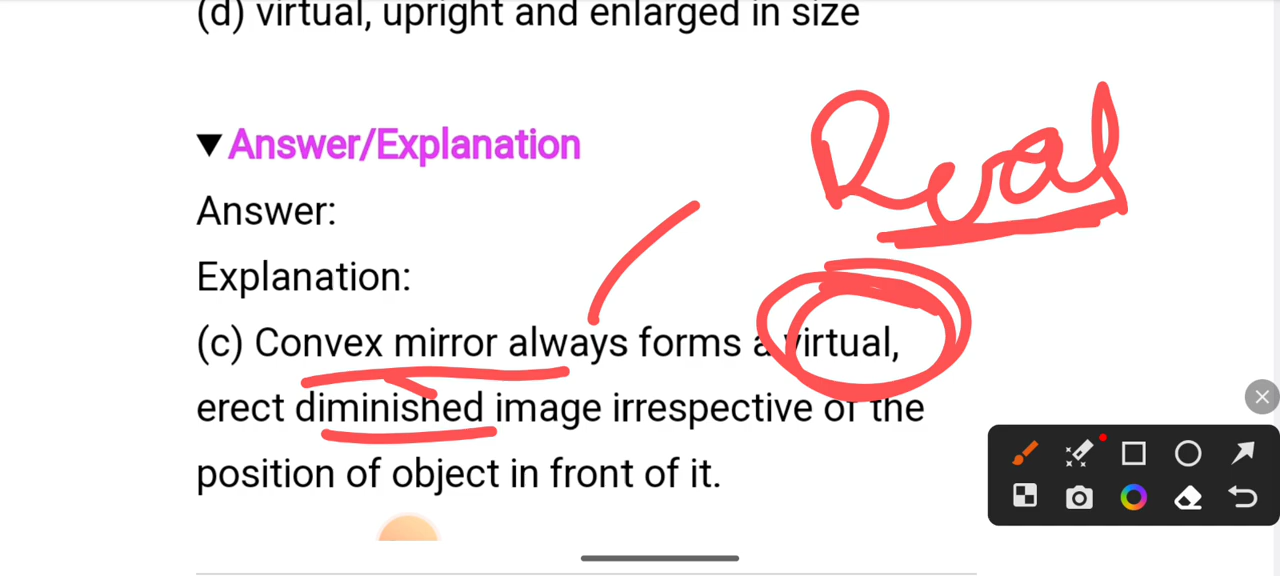 (d) virtual, upright and enlarged in size
Real
▼ Answer/Explanation
Answer:
Explanation:
(c) Convex mirror always forms a virtual,
erect diminished image irrespective of the
position of object in front of it.